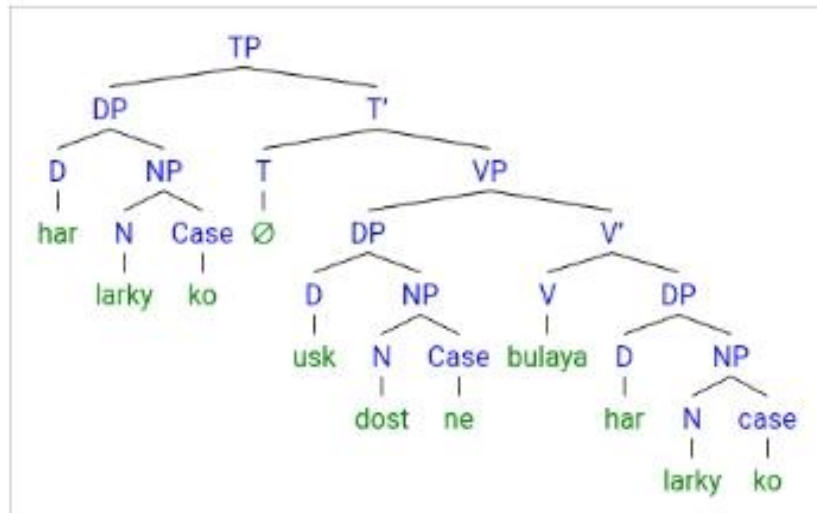 TP
DP T'
D NP T VP
har N Case Ø DP V'
larky ko D NP V DP
usk N Case bulaya D NP
dost ne har N case
larky ko